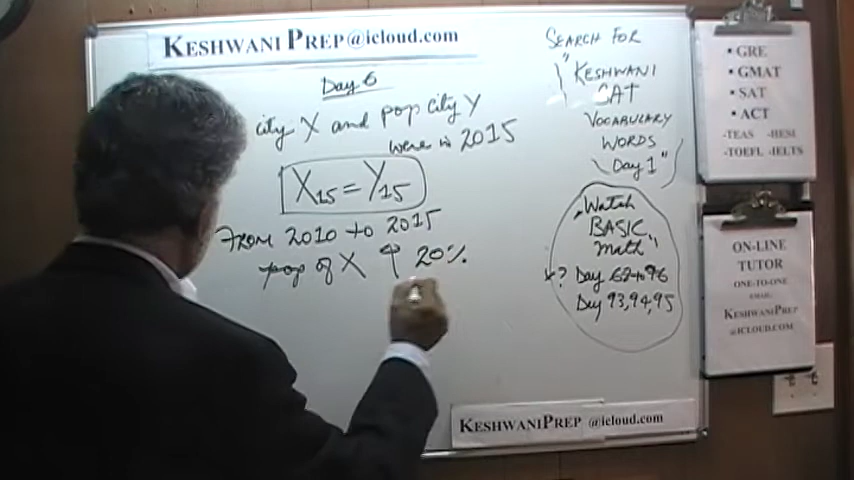 KESHWANI PREP@icloud.com
Day 6
city X and pop city Y
were in 2015
X15 = Y15
From 2010 to 2015
pop of X ↑ 20%
SEARCH FOR
"KESHWANI
SAT
VOCABULARY
WORDS
Day 1"
"Watch
BASIC
Math"
*? Day 62 to 96
Day 93,94,95
• GRE
• GMAT
• SAT
• ACT
-TEAS -HESI
-TOEFL -IELTS
ON-LINE
TUTOR
ONE-TO-ONE
EMAIL:
KESHWANIPREP
@ICLOUD.COM
KESHWANIPREP @icloud.com